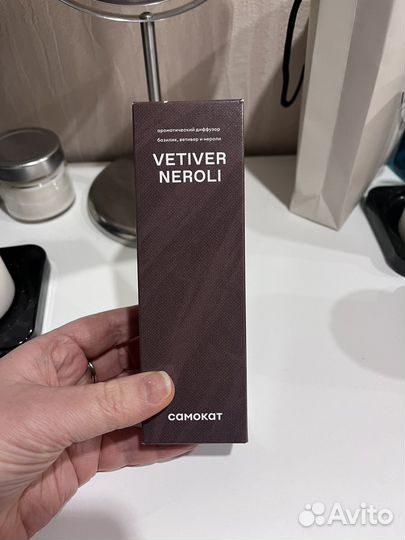 ароматический диффузор
базилик, ветивер и нероли
VETIVER
NEROLI
самокат
Avito